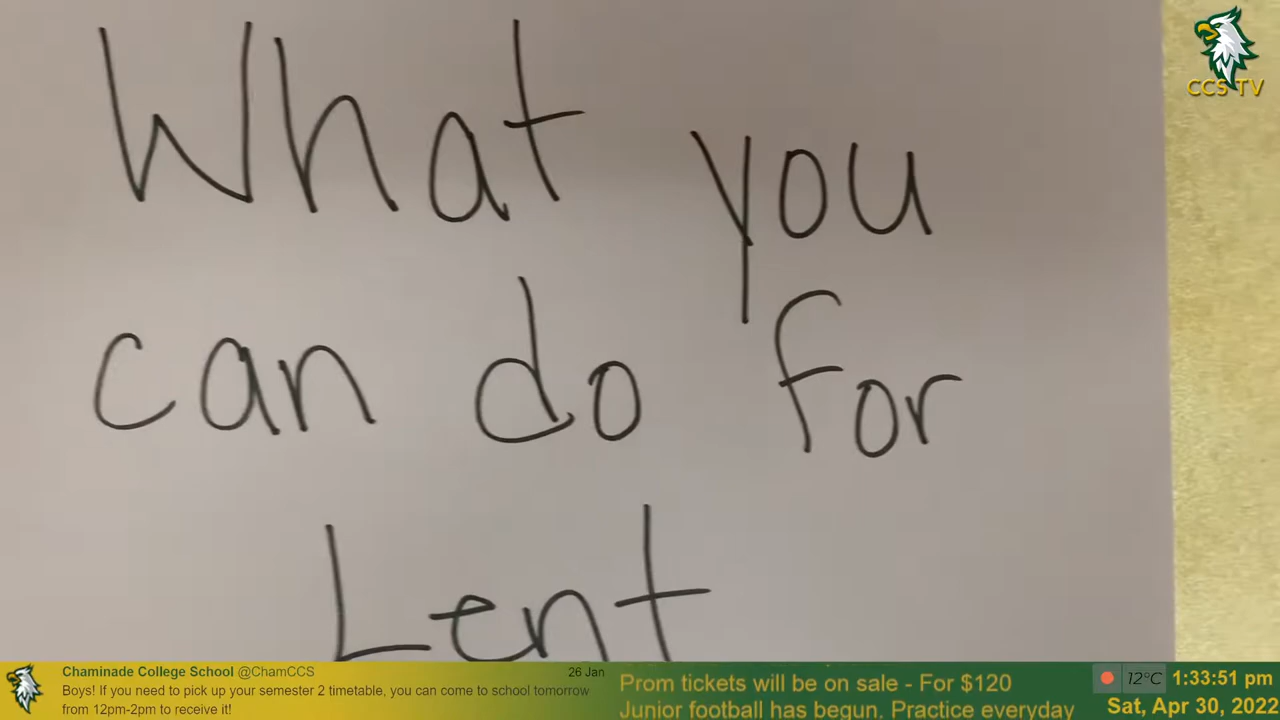 What you
can do for
Lent
CCS TV
Chaminade College School @ChamCCS 26 Jan
Boys! If you need to pick up your semester 2 timetable, you can come to school tomorrow
from 12pm-2pm to receive it!
Prom tickets will be on sale - For $120
Junior football has begun. Practice everyday
12°C 1:33:51 pm
Sat, Apr 30, 2022